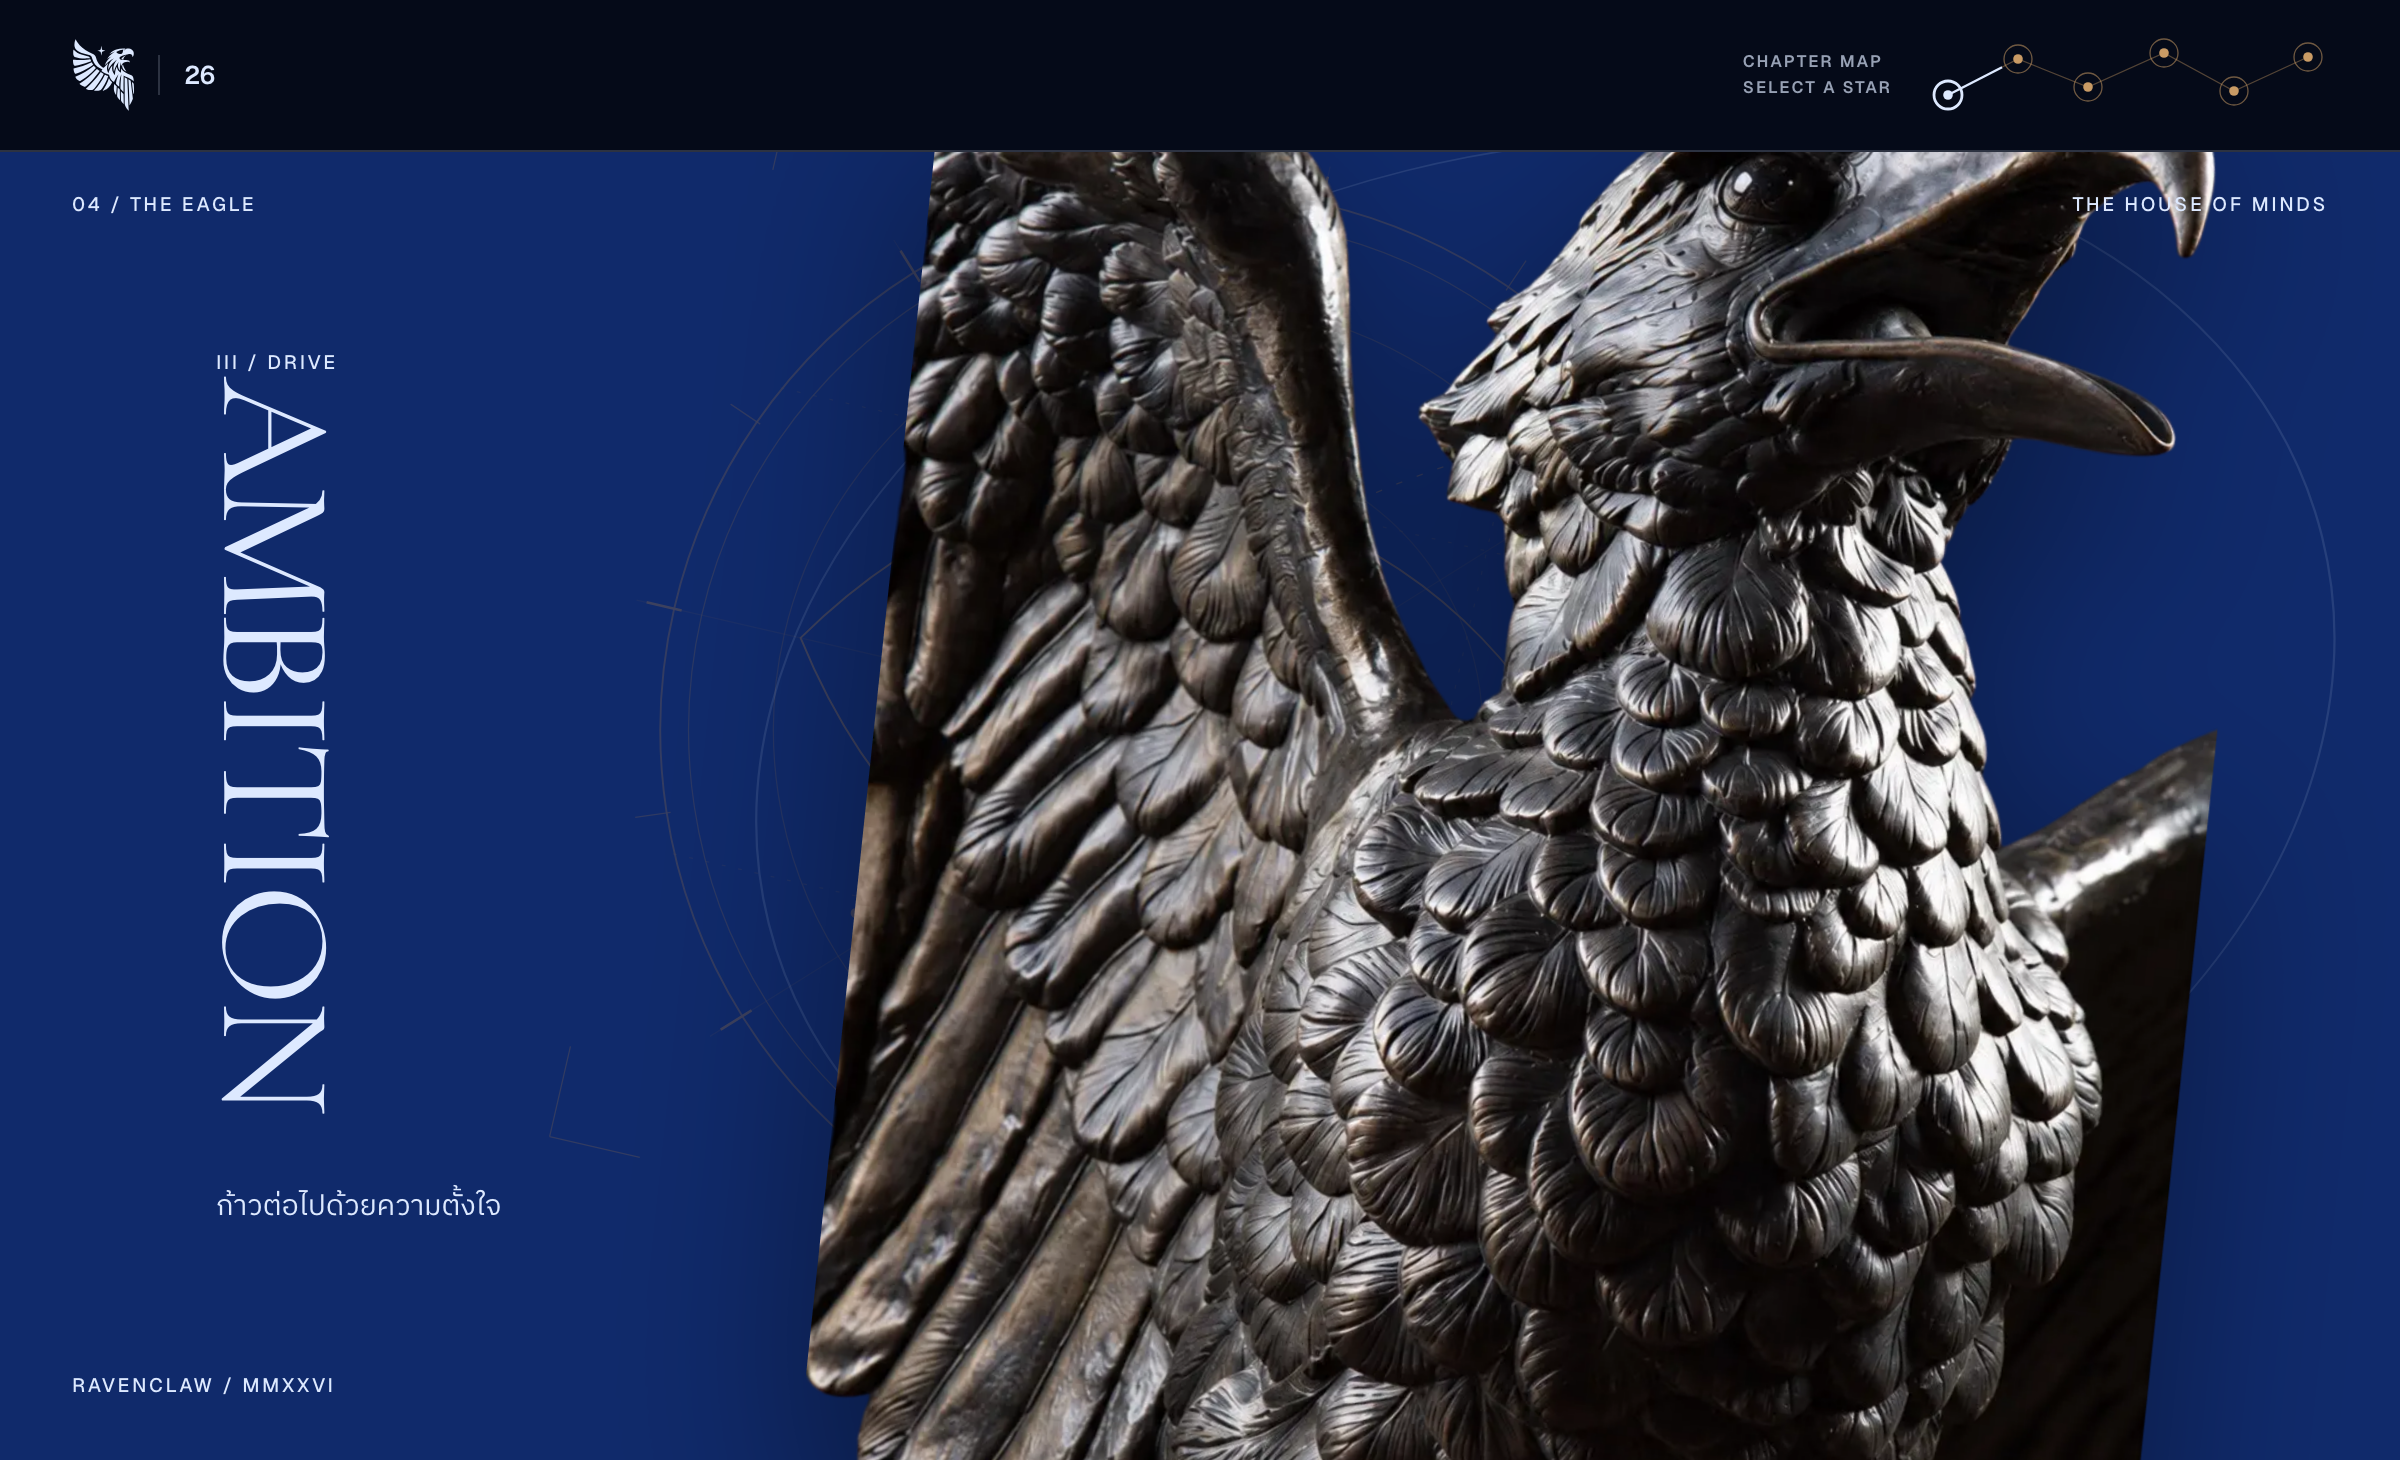 26
CHAPTER MAP
SELECT A STAR
04 / THE EAGLE
THE HOUSE OF MINDS
III / DRIVE
AMBITION
ก้าวต่อไปด้วยความตั้งใจ
RAVENCLAW / MMXXVI